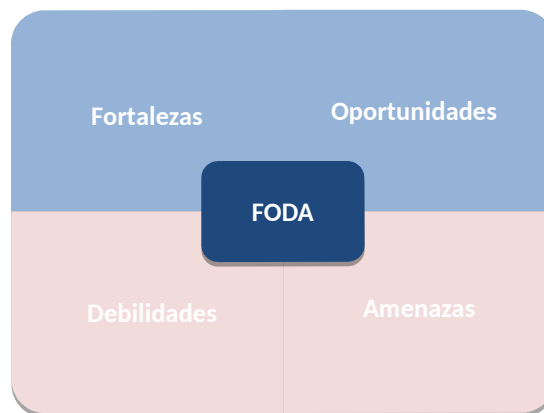 Fortalezas
Oportunidades
FODA
Debilidades
Amenazas